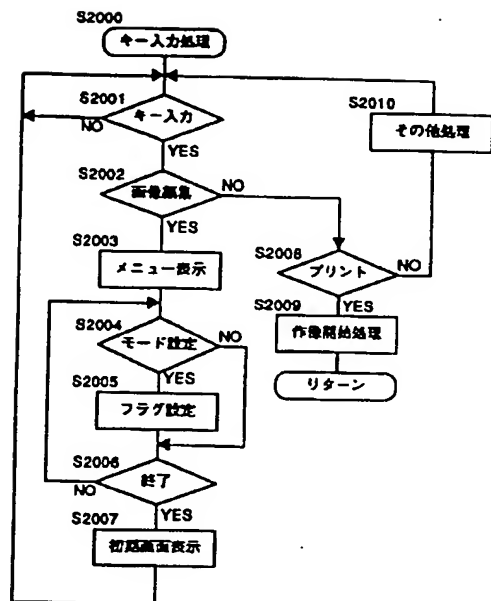 S2000
キー入力処理
S2001
キー入力
NO
YES
S2010
その他処理
S2002
画像編集
NO
YES
S2003
メニュー表示
S2008
プリント
NO
YES
S2009
作像開始処理
リターン
S2004
モード設定
NO
YES
S2005
フラグ設定
S2006
終了
NO
YES
S2007
初期画面表示